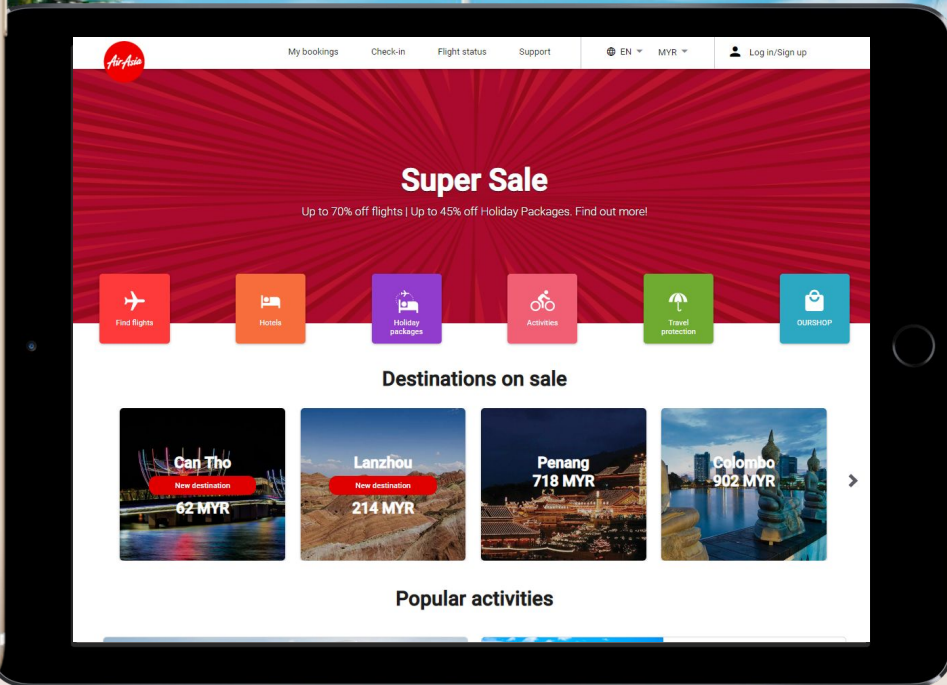 AirAsia
My bookings
Check-in
Flight status
Support
EN
MYR
Log in/Sign up
Super Sale
Up to 70% off flights | Up to 45% off Holiday Packages. Find out more!
Find flights
Hotels
Holiday
packages
Activities
Travel
protection
OURSHOP
Destinations on sale
Can Tho
New destination
62 MYR
Lanzhou
New destination
214 MYR
Penang
718 MYR
Colombo
902 MYR
Popular activities